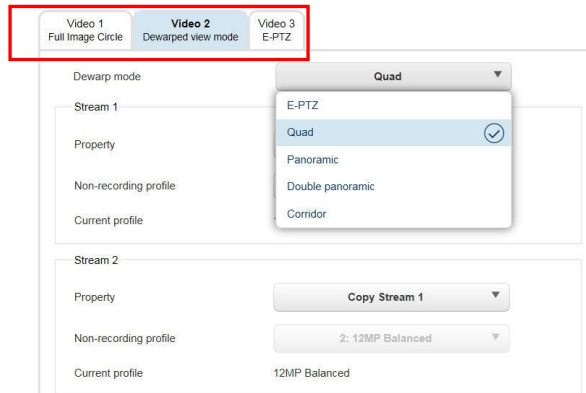 Video 1
Full Image Circle
Video 2
Dewarped view mode
Video 3
E-PTZ
Dewarp mode
Quad
Stream 1
E-PTZ
Quad
Property
Panoramic
Non-recording profile
Double panoramic
Current profile
Corridor
Stream 2
Property
Copy Stream 1
Non-recording profile
2: 12MP Balanced
Current profile
12MP Balanced